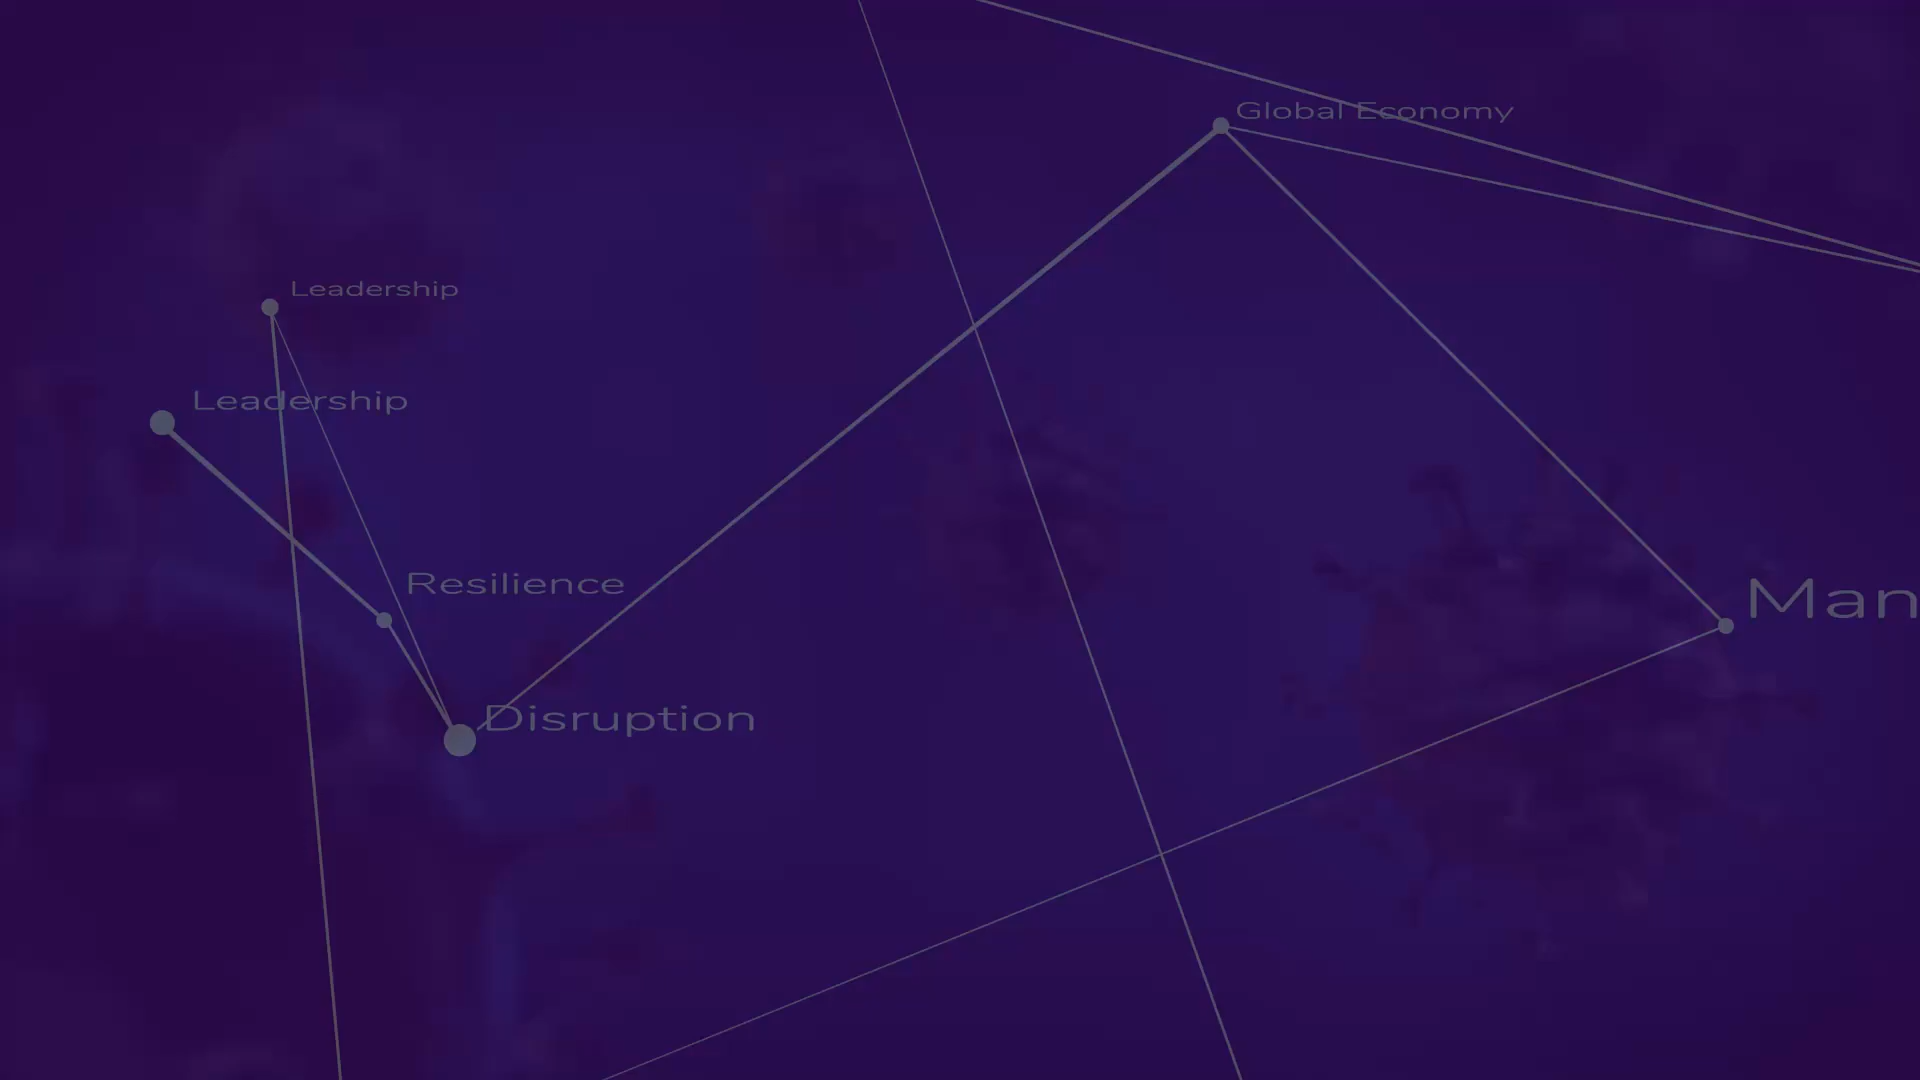 Global Economy
Leadership
Leadership
Resilience
Man
Disruption